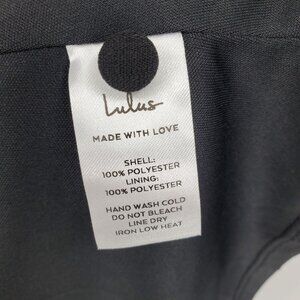 Lulus
MADE WITH LOVE
SHELL:
100% POLYESTER
LINING:
100% POLYESTER
HAND WASH COLD
DO NOT BLEACH
LINE DRY
IRON LOW HEAT